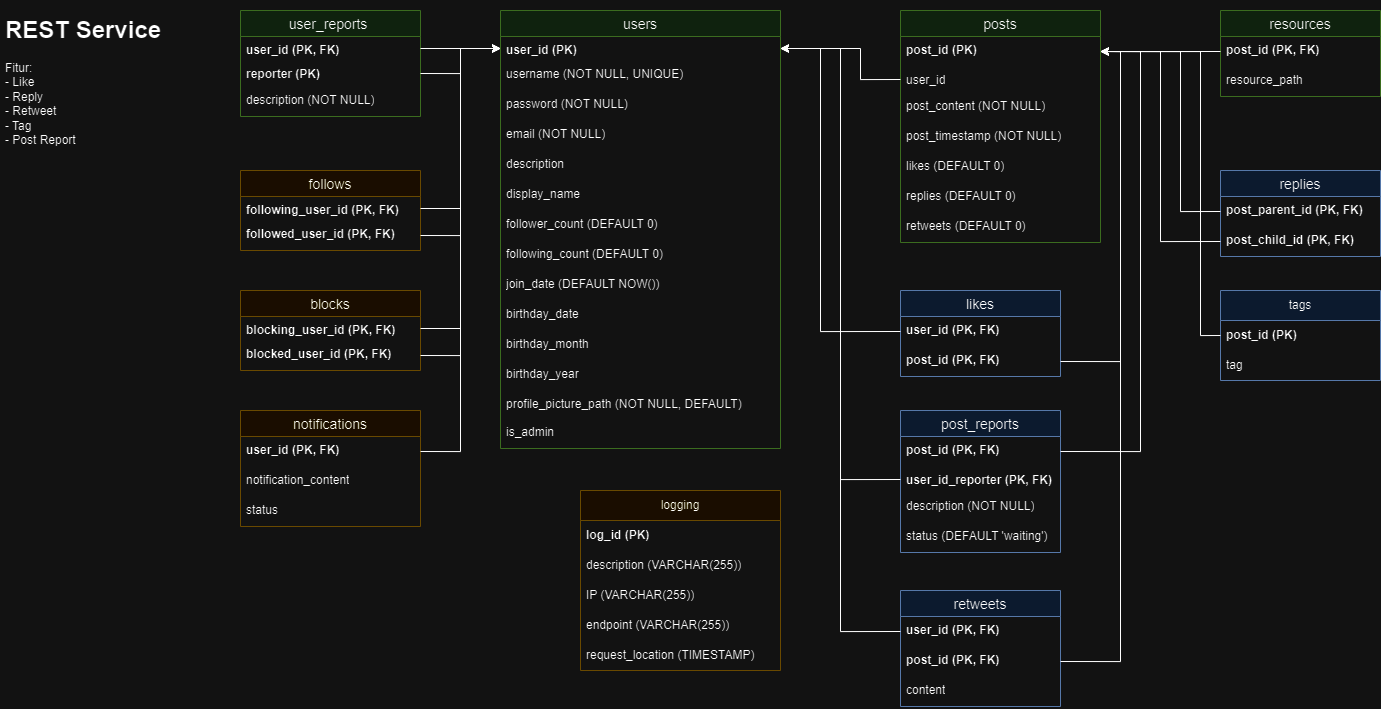 REST Service
Fitur:
- Like
- Reply
- Retweet
- Tag
- Post Report
user_reports
user_id (PK, FK)
reporter (PK)
description (NOT NULL)
follows
following_user_id (PK, FK)
followed_user_id (PK, FK)
blocks
blocking_user_id (PK, FK)
blocked_user_id (PK, FK)
notifications
user_id (PK, FK)
notification_content
status
users
user_id (PK)
username (NOT NULL, UNIQUE)
password (NOT NULL)
email (NOT NULL)
description
display_name
follower_count (DEFAULT 0)
following_count (DEFAULT 0)
join_date (DEFAULT NOW())
birthday_date
birthday_month
birthday_year
profile_picture_path (NOT NULL, DEFAULT)
is_admin
logging
log_id (PK)
description (VARCHAR(255))
IP (VARCHAR(255))
endpoint (VARCHAR(255))
request_location (TIMESTAMP)
posts
post_id (PK)
user_id
post_content (NOT NULL)
post_timestamp (NOT NULL)
likes (DEFAULT 0)
replies (DEFAULT 0)
retweets (DEFAULT 0)
likes
user_id (PK, FK)
post_id (PK, FK)
post_reports
post_id (PK, FK)
user_id_reporter (PK, FK)
description (NOT NULL)
status (DEFAULT 'waiting')
retweets
user_id (PK, FK)
post_id (PK, FK)
content
resources
post_id (PK, FK)
resource_path
replies
post_parent_id (PK, FK)
post_child_id (PK, FK)
tags
post_id (PK)
tag